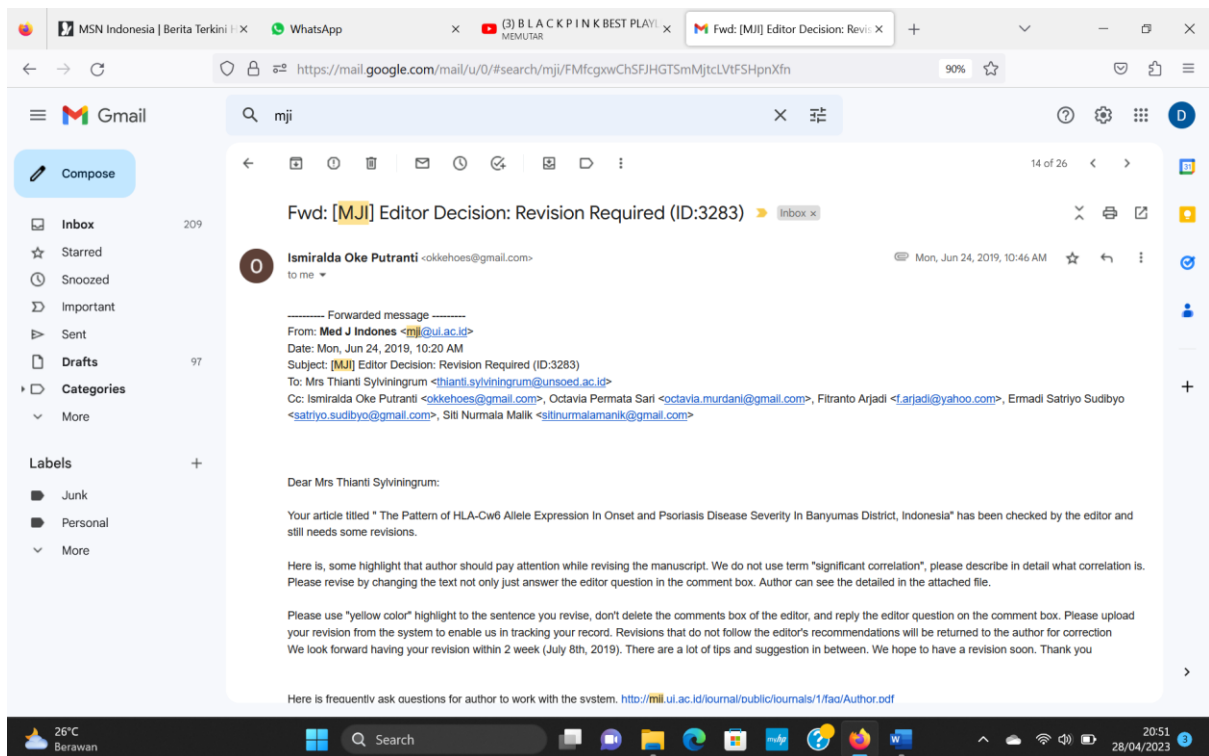 MSN Indonesia | Berita Terkini H
WhatsApp
(3) B L A C K P I N K BEST PLAYL
MEMUTAR
Fwd: [MJI] Editor Decision: Revis
https://mail.google.com/mail/u/0/#search/mji/FMfcgxwChSFJHGTSmMjtcLVtFSHpnXfn
90%
Gmail
mji
D
Compose
14 of 26
31
Fwd: [MJI] Editor Decision: Revision Required (ID:3283)
Inbox ×
Inbox 209
Starred
Snoozed
Important
Sent
Drafts 97
Categories
More
Labels
Junk
Personal
More
O
Ismiralda Oke Putranti <okkehoes@gmail.com>
Mon, Jun 24, 2019, 10:46 AM
to me
---------- Forwarded message ---------
From: Med J Indones <mji@ui.ac.id>
Date: Mon, Jun 24, 2019, 10:20 AM
Subject: [MJI] Editor Decision: Revision Required (ID:3283)
To: Mrs Thianti Sylviningrum <thianti.sylviningrum@unsoed.ac.id>
Cc: Ismiralda Oke Putranti <okkehoes@gmail.com>, Octavia Permata Sari <octavia.murdani@gmail.com>, Fitranto Arjadi <f.arjadi@yahoo.com>, Ermadi Satriyo Sudibyo
<satriyo.sudibyo@gmail.com>, Siti Nurmala Malik <sitinurmalamanik@gmail.com>
Dear Mrs Thianti Sylviningrum:
Your article titled " The Pattern of HLA-Cw6 Allele Expression In Onset and Psoriasis Disease Severity In Banyumas District, Indonesia" has been checked by the editor and
still needs some revisions.
Here is, some highlight that author should pay attention while revising the manuscript. We do not use term "significant correlation", please describe in detail what correlation is.
Please revise by changing the text not only just answer the editor question in the comment box. Author can see the detailed in the attached file.
Please use "yellow color" highlight to the sentence you revise, don't delete the comments box of the editor, and reply the editor question on the comment box. Please upload
your revision from the system to enable us in tracking your record. Revisions that do not follow the editor's recommendations will be returned to the author for correction
We look forward having your revision within 2 week (July 8th, 2019). There are a lot of tips and suggestion in between. We hope to have a revision soon. Thank you
Here is frequently ask questions for author to work with the system. http://mji.ui.ac.id/journal/public/journals/1/faq/Author.pdf
26°C
Berawan
Search
20:51
28/04/2023
3